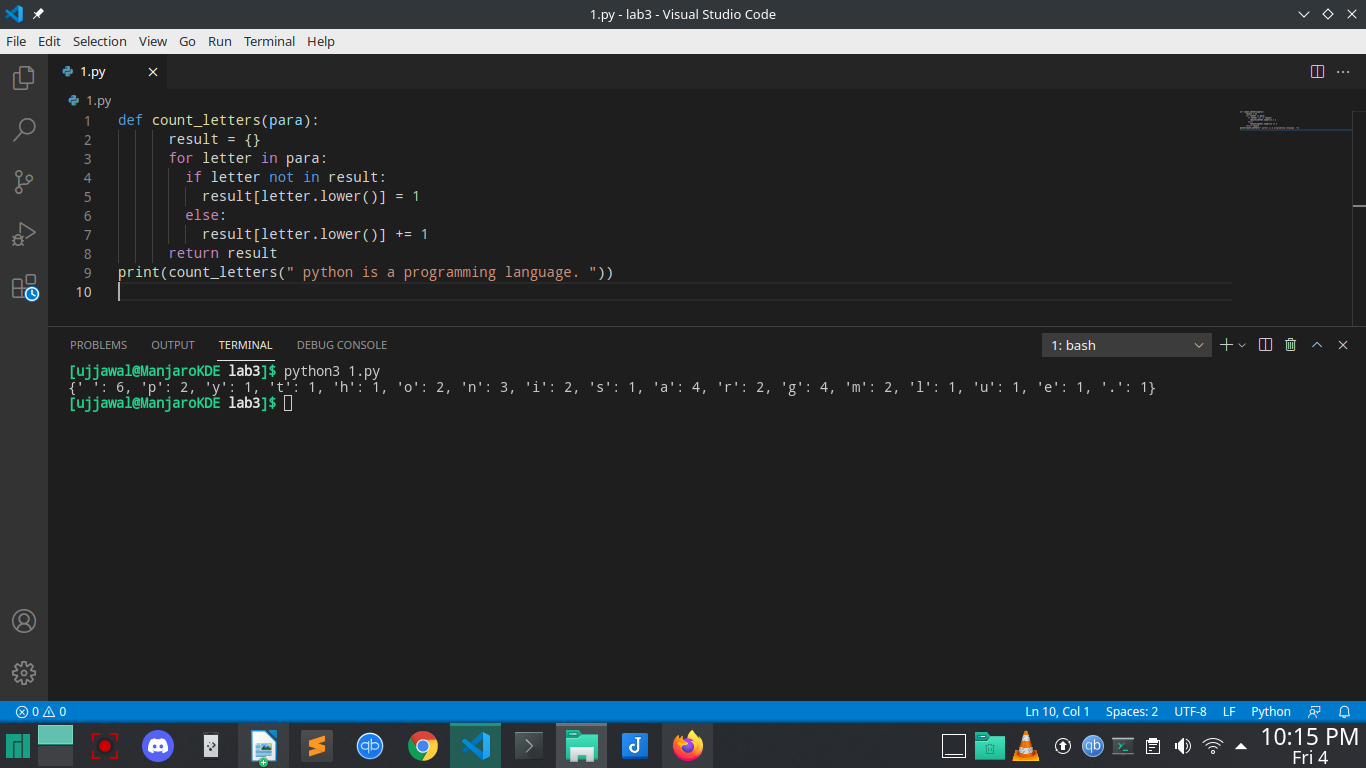 1.py - lab3 - Visual Studio Code
File Edit Selection View Go Run Terminal Help
1.py
1.py
1 def count_letters(para):
2       result = {}
3       for letter in para:
4         if letter not in result:
5           result[letter.lower()] = 1
6         else:
7           result[letter.lower()] += 1
8       return result
9 print(count_letters(" python is a programming language. "))
10
PROBLEMS OUTPUT TERMINAL DEBUG CONSOLE 1: bash
[ujjawal@ManjaroKDE lab3]$ python3 1.py
{' ': 6, 'p': 2, 'y': 1, 't': 1, 'h': 1, 'o': 2, 'n': 3, 'i': 2, 's': 1, 'a': 4, 'r': 2, 'g': 4, 'm': 2, 'l': 1, 'u': 1, 'e': 1, '.': 1}
[ujjawal@ManjaroKDE lab3]$
0 0 Ln 10, Col 1 Spaces: 2 UTF-8 LF Python
qb J qb 10:15 PM
Fri 4